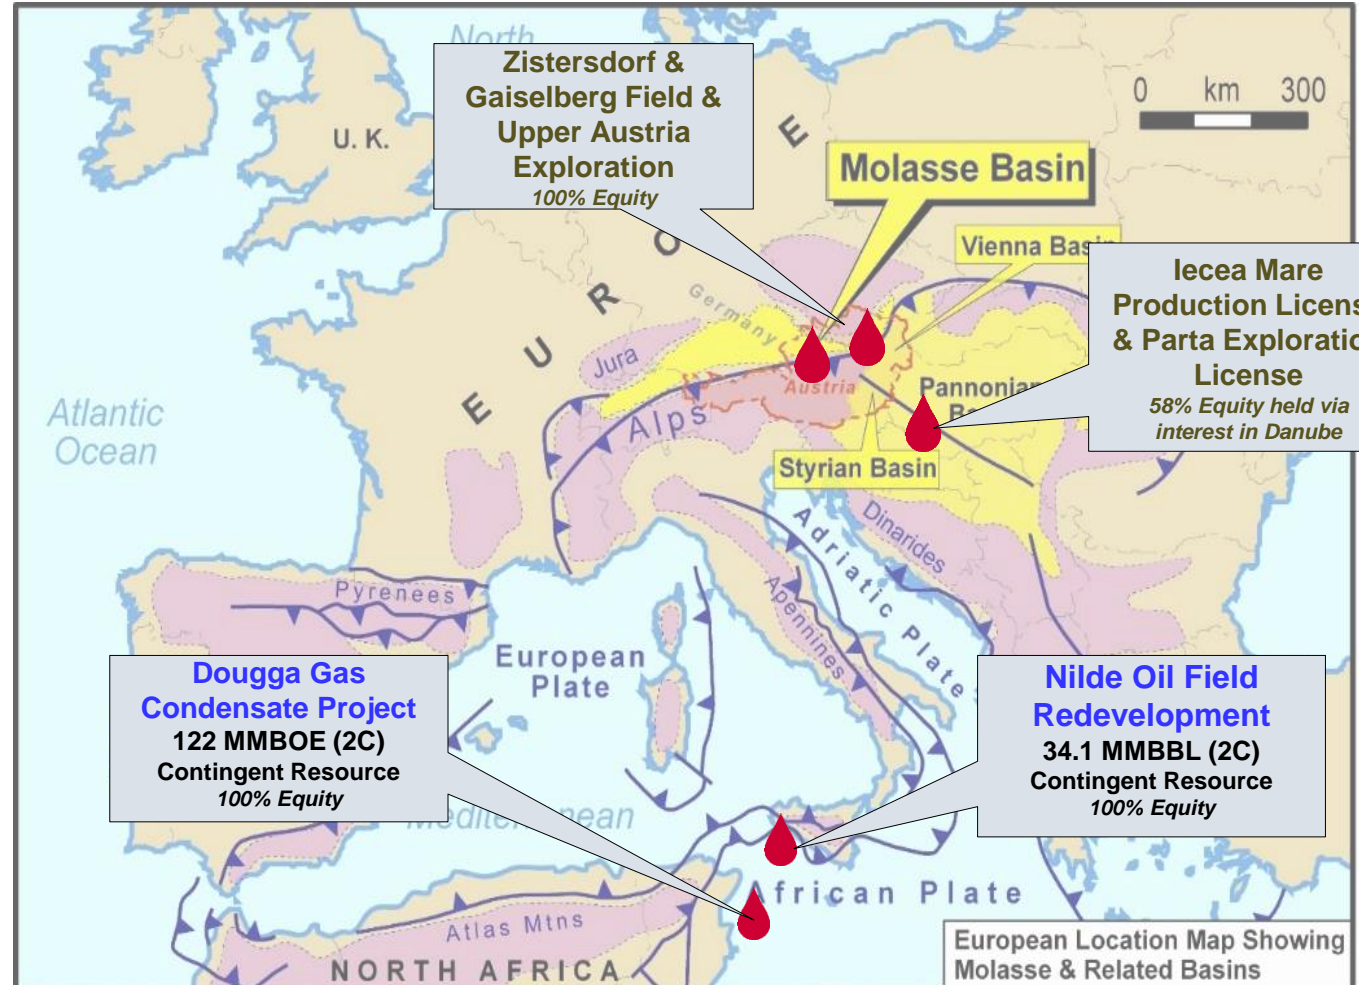 North
Zistersdorf &
Gaiselberg Field &
Upper Austria
Exploration
100% Equity
0 km 300
U. K.
Molasse Basin
Vienna Basin
Iecea Mare
Production Licens
& Parta Exploratio
License
58% Equity held via
interest in Danube
EUROPE
Germany
Jura
Austria
Pannonian
Atlantic
Ocean
Alps
Styrian Basin
Dinarides
Adriatic Plate
Apennines
Pyrenees
European
Plate
Dougga Gas
Condensate Project
122 MMBOE (2C)
Contingent Resource
100% Equity
Nilde Oil Field
Redevelopment
34.1 MMBBL (2C)
Contingent Resource
100% Equity
Mediterranean
African Plate
Atlas Mtns
NORTH AFRICA
European Location Map Showing
Molasse & Related Basins